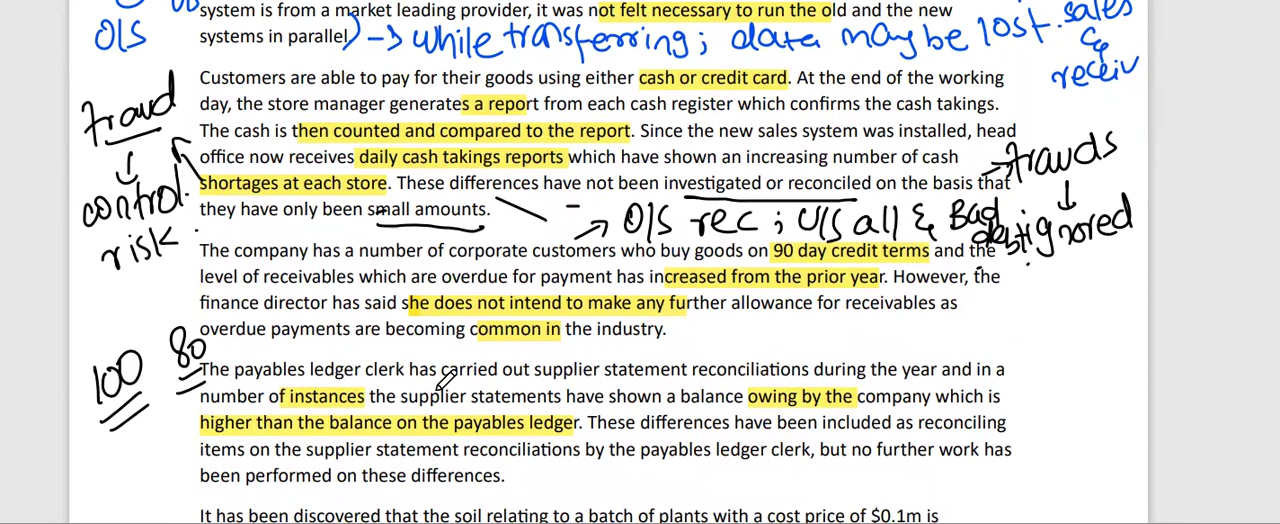 system is from a market leading provider, it was not felt necessary to run the old and the new
systems in parallel
O/S
-> while transferring; data may be lost. sales
&
receiv
Customers are able to pay for their goods using either cash or credit card. At the end of the working
day, the store manager generates a report from each cash register which confirms the cash takings.
The cash is then counted and compared to the report. Since the new sales system was installed, head
office now receives daily cash takings reports which have shown an increasing number of cash
shortages at each store. These differences have not been investigated or reconciled on the basis that
they have only been small amounts.
fraud
control
risk
frauds
ignored
-> O/S rec ; U/S all & Bad
debt
The company has a number of corporate customers who buy goods on 90 day credit terms and the
level of receivables which are overdue for payment has increased from the prior year. However, the
finance director has said she does not intend to make any further allowance for receivables as
overdue payments are becoming common in the industry.
100
80
The payables ledger clerk has carried out supplier statement reconciliations during the year and in a
number of instances the supplier statements have shown a balance owing by the company which is
higher than the balance on the payables ledger. These differences have been included as reconciling
items on the supplier statement reconciliations by the payables ledger clerk, but no further work has
been performed on these differences.
It has been discovered that the soil relating to a batch of plants with a cost price of $0.1m is